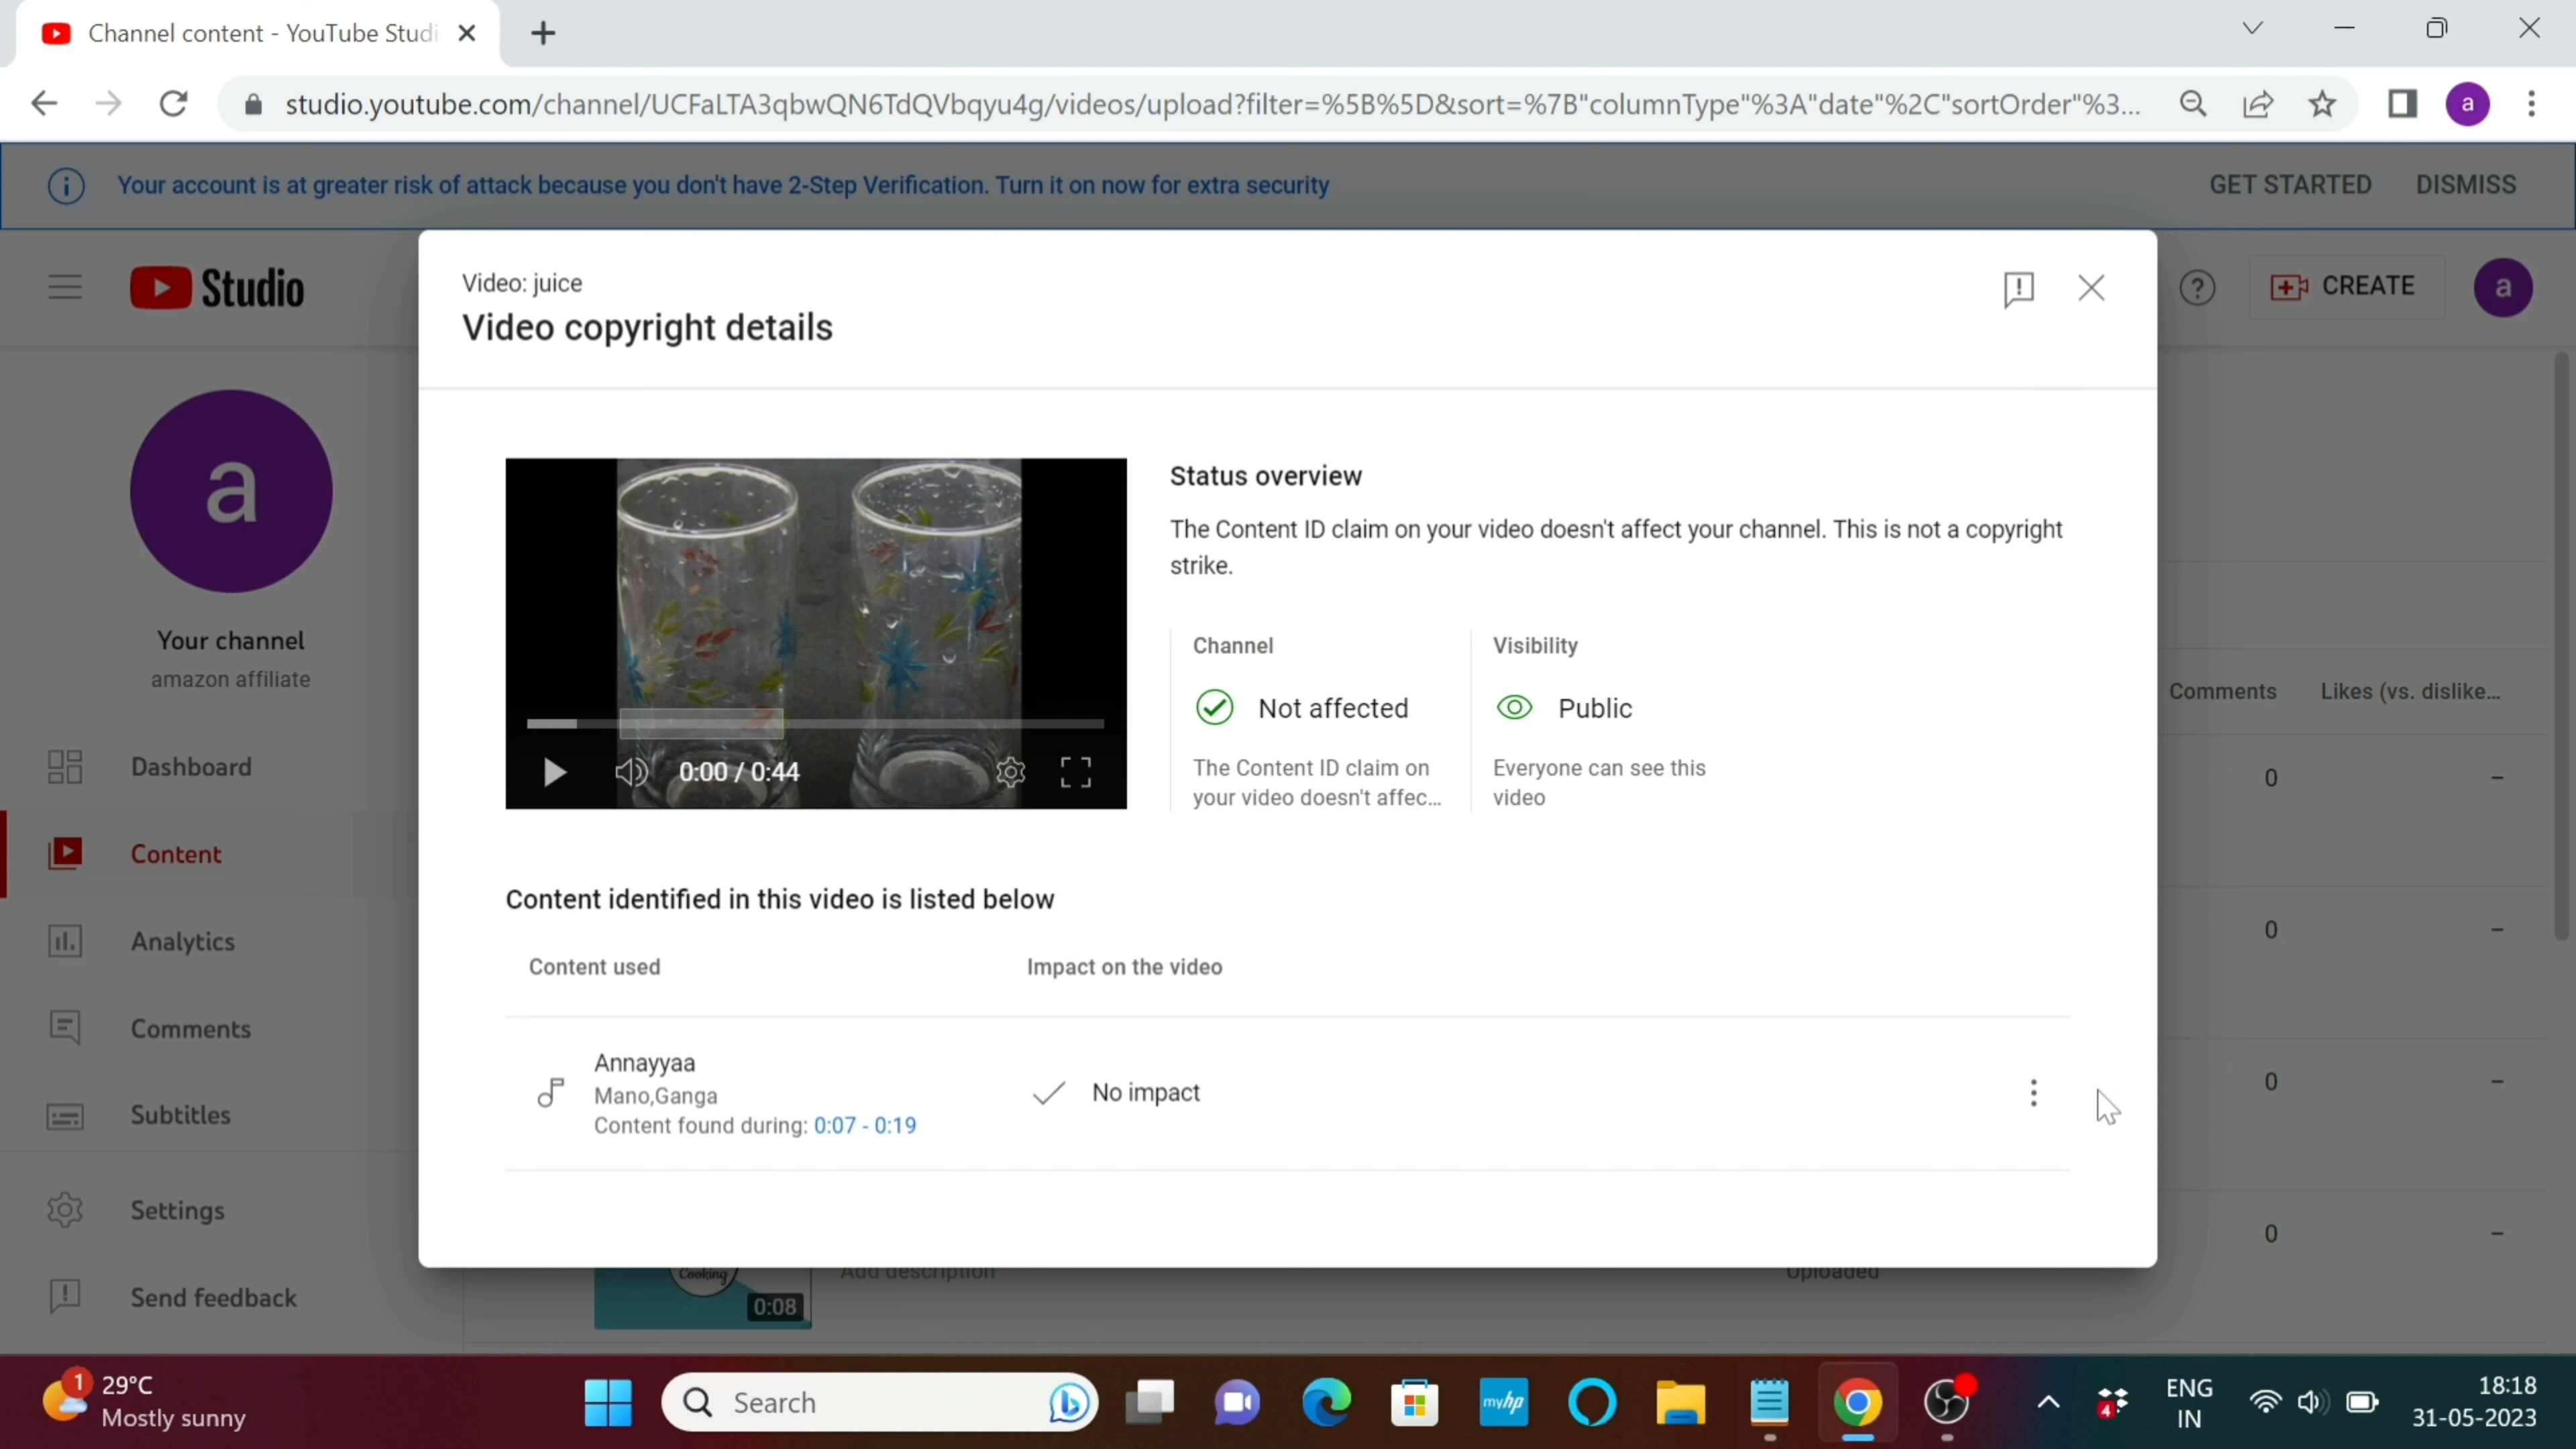 Channel content - YouTube Studi
studio.youtube.com/channel/UCFaLTA3qbwQN6TdQVbqyu4g/videos/upload?filter=%5B%5D&sort=%7B"columnType"%3A"date"%2C"sortOrder"%3...
a
Your account is at greater risk of attack because you don't have 2-Step Verification. Turn it on now for extra security
GET STARTED
DISMISS
Studio
CREATE
a
Video: juice
Video copyright details
a
Your channel
amazon affiliate
Dashboard
Content
Analytics
Comments
Subtitles
Settings
Send feedback
0:00 / 0:44
Status overview
The Content ID claim on your video doesn't affect your channel. This is not a copyright
strike.
Channel
Not affected
The Content ID claim on
your video doesn't affec...
Visibility
Public
Everyone can see this
video
Content identified in this video is listed below
Content used
Impact on the video
Annayyaa
Mano,Ganga
Content found during: 0:07 - 0:19
No impact
Comments
Likes (vs. dislike...
0
–
0
–
0
–
0
–
Cooking
0:08
Add description
Uploaded
1
29°C
Mostly sunny
Search
myhp
4
ENG
IN
18:18
31-05-2023